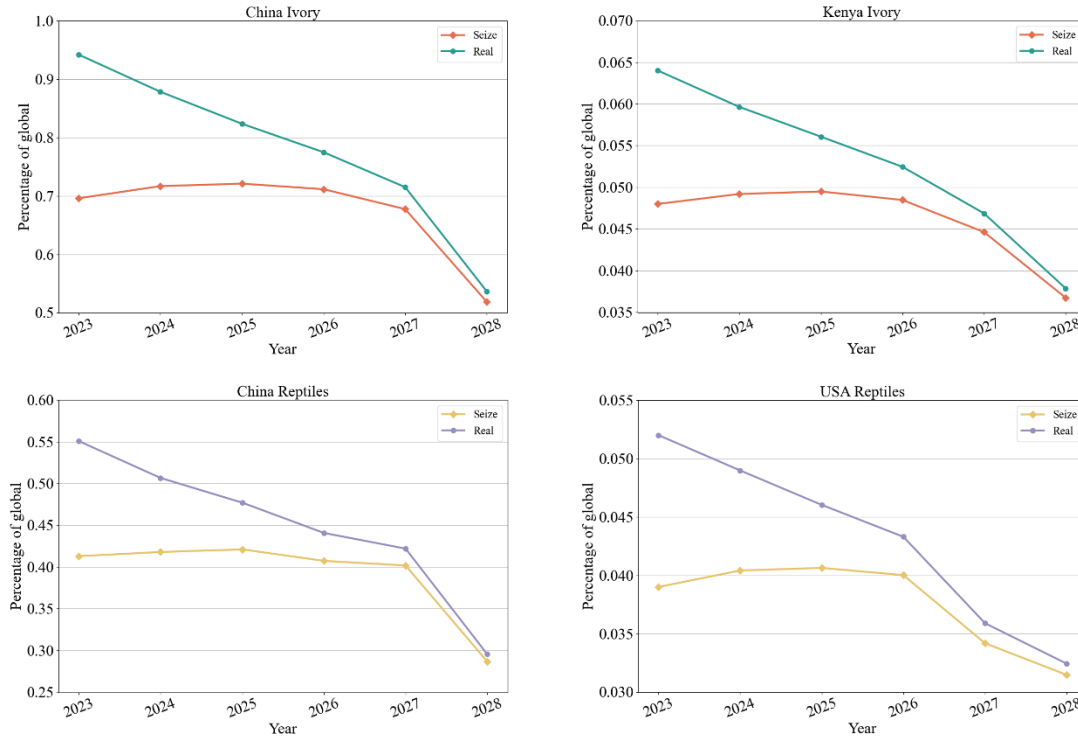 China Ivory
1.0
0.9
0.8
0.7
0.6
0.5
Percentage of global
Seize
Real
2023 2024 2025 2026 2027 2028
Year
Kenya Ivory
0.070
0.065
0.060
0.055
0.050
0.045
0.040
0.035
Percentage of global
Seize
Real
2023 2024 2025 2026 2027 2028
Year
China Reptiles
0.60
0.55
0.50
0.45
0.40
0.35
0.30
0.25
Percentage of global
Seize
Real
2023 2024 2025 2026 2027 2028
Year
USA Reptiles
0.055
0.050
0.045
0.040
0.035
0.030
Percentage of global
Seize
Real
2023 2024 2025 2026 2027 2028
Year